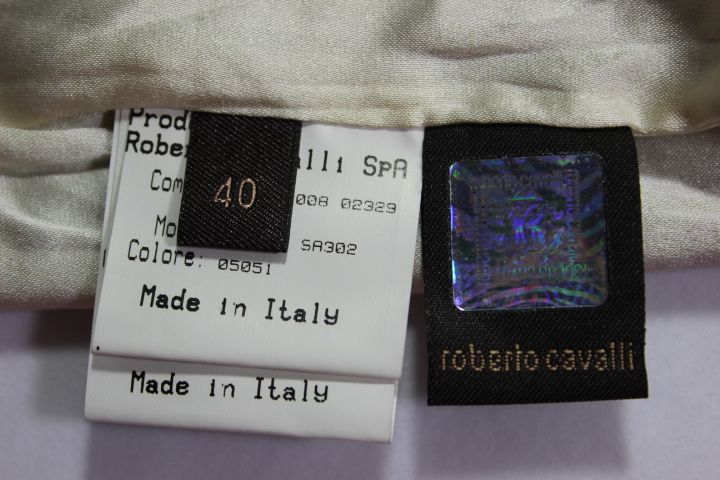 Prod
Robe alli SpA
40
Com 008 02329
Mo SA302
Colore: 05051
Made in Italy
Made in Italy
roberto cavalli